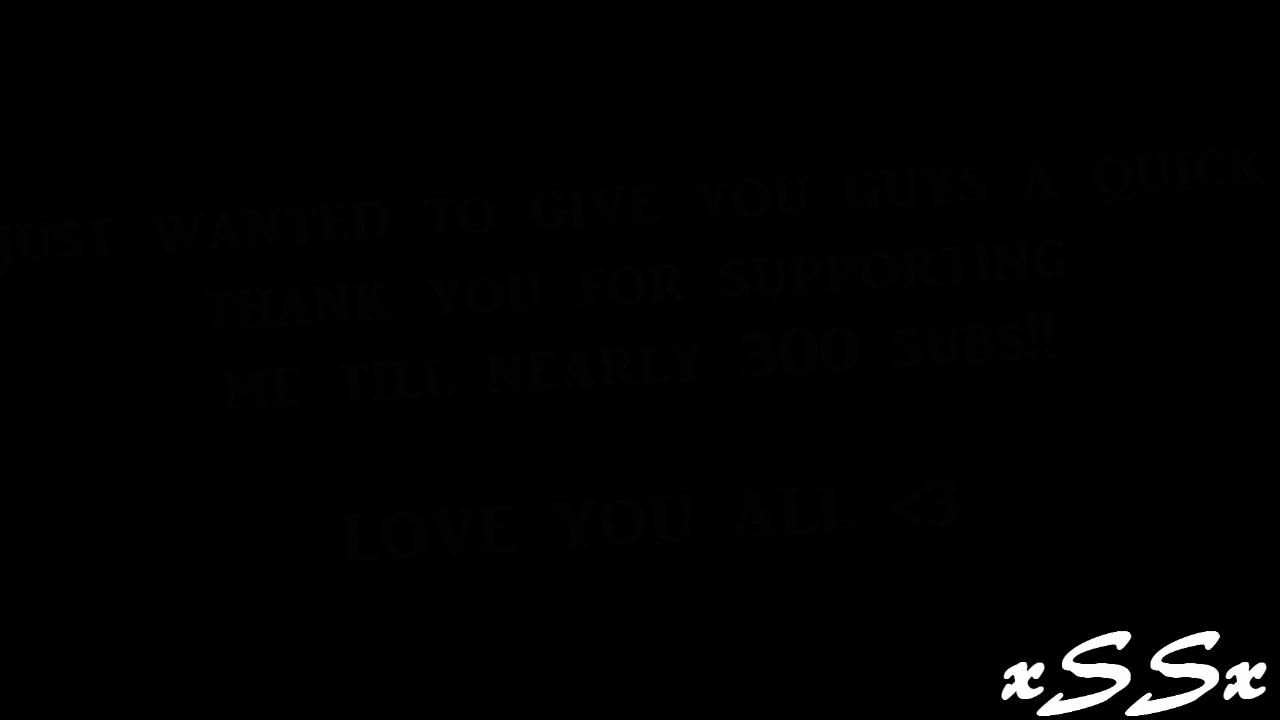 JUST WANTED TO GIVE YOU GUYS A QUICK
THANK YOU FOR SUPPORTING
ME TILL NEARLY 300 SUBS!!
LOVE YOU ALL <3
xSSx